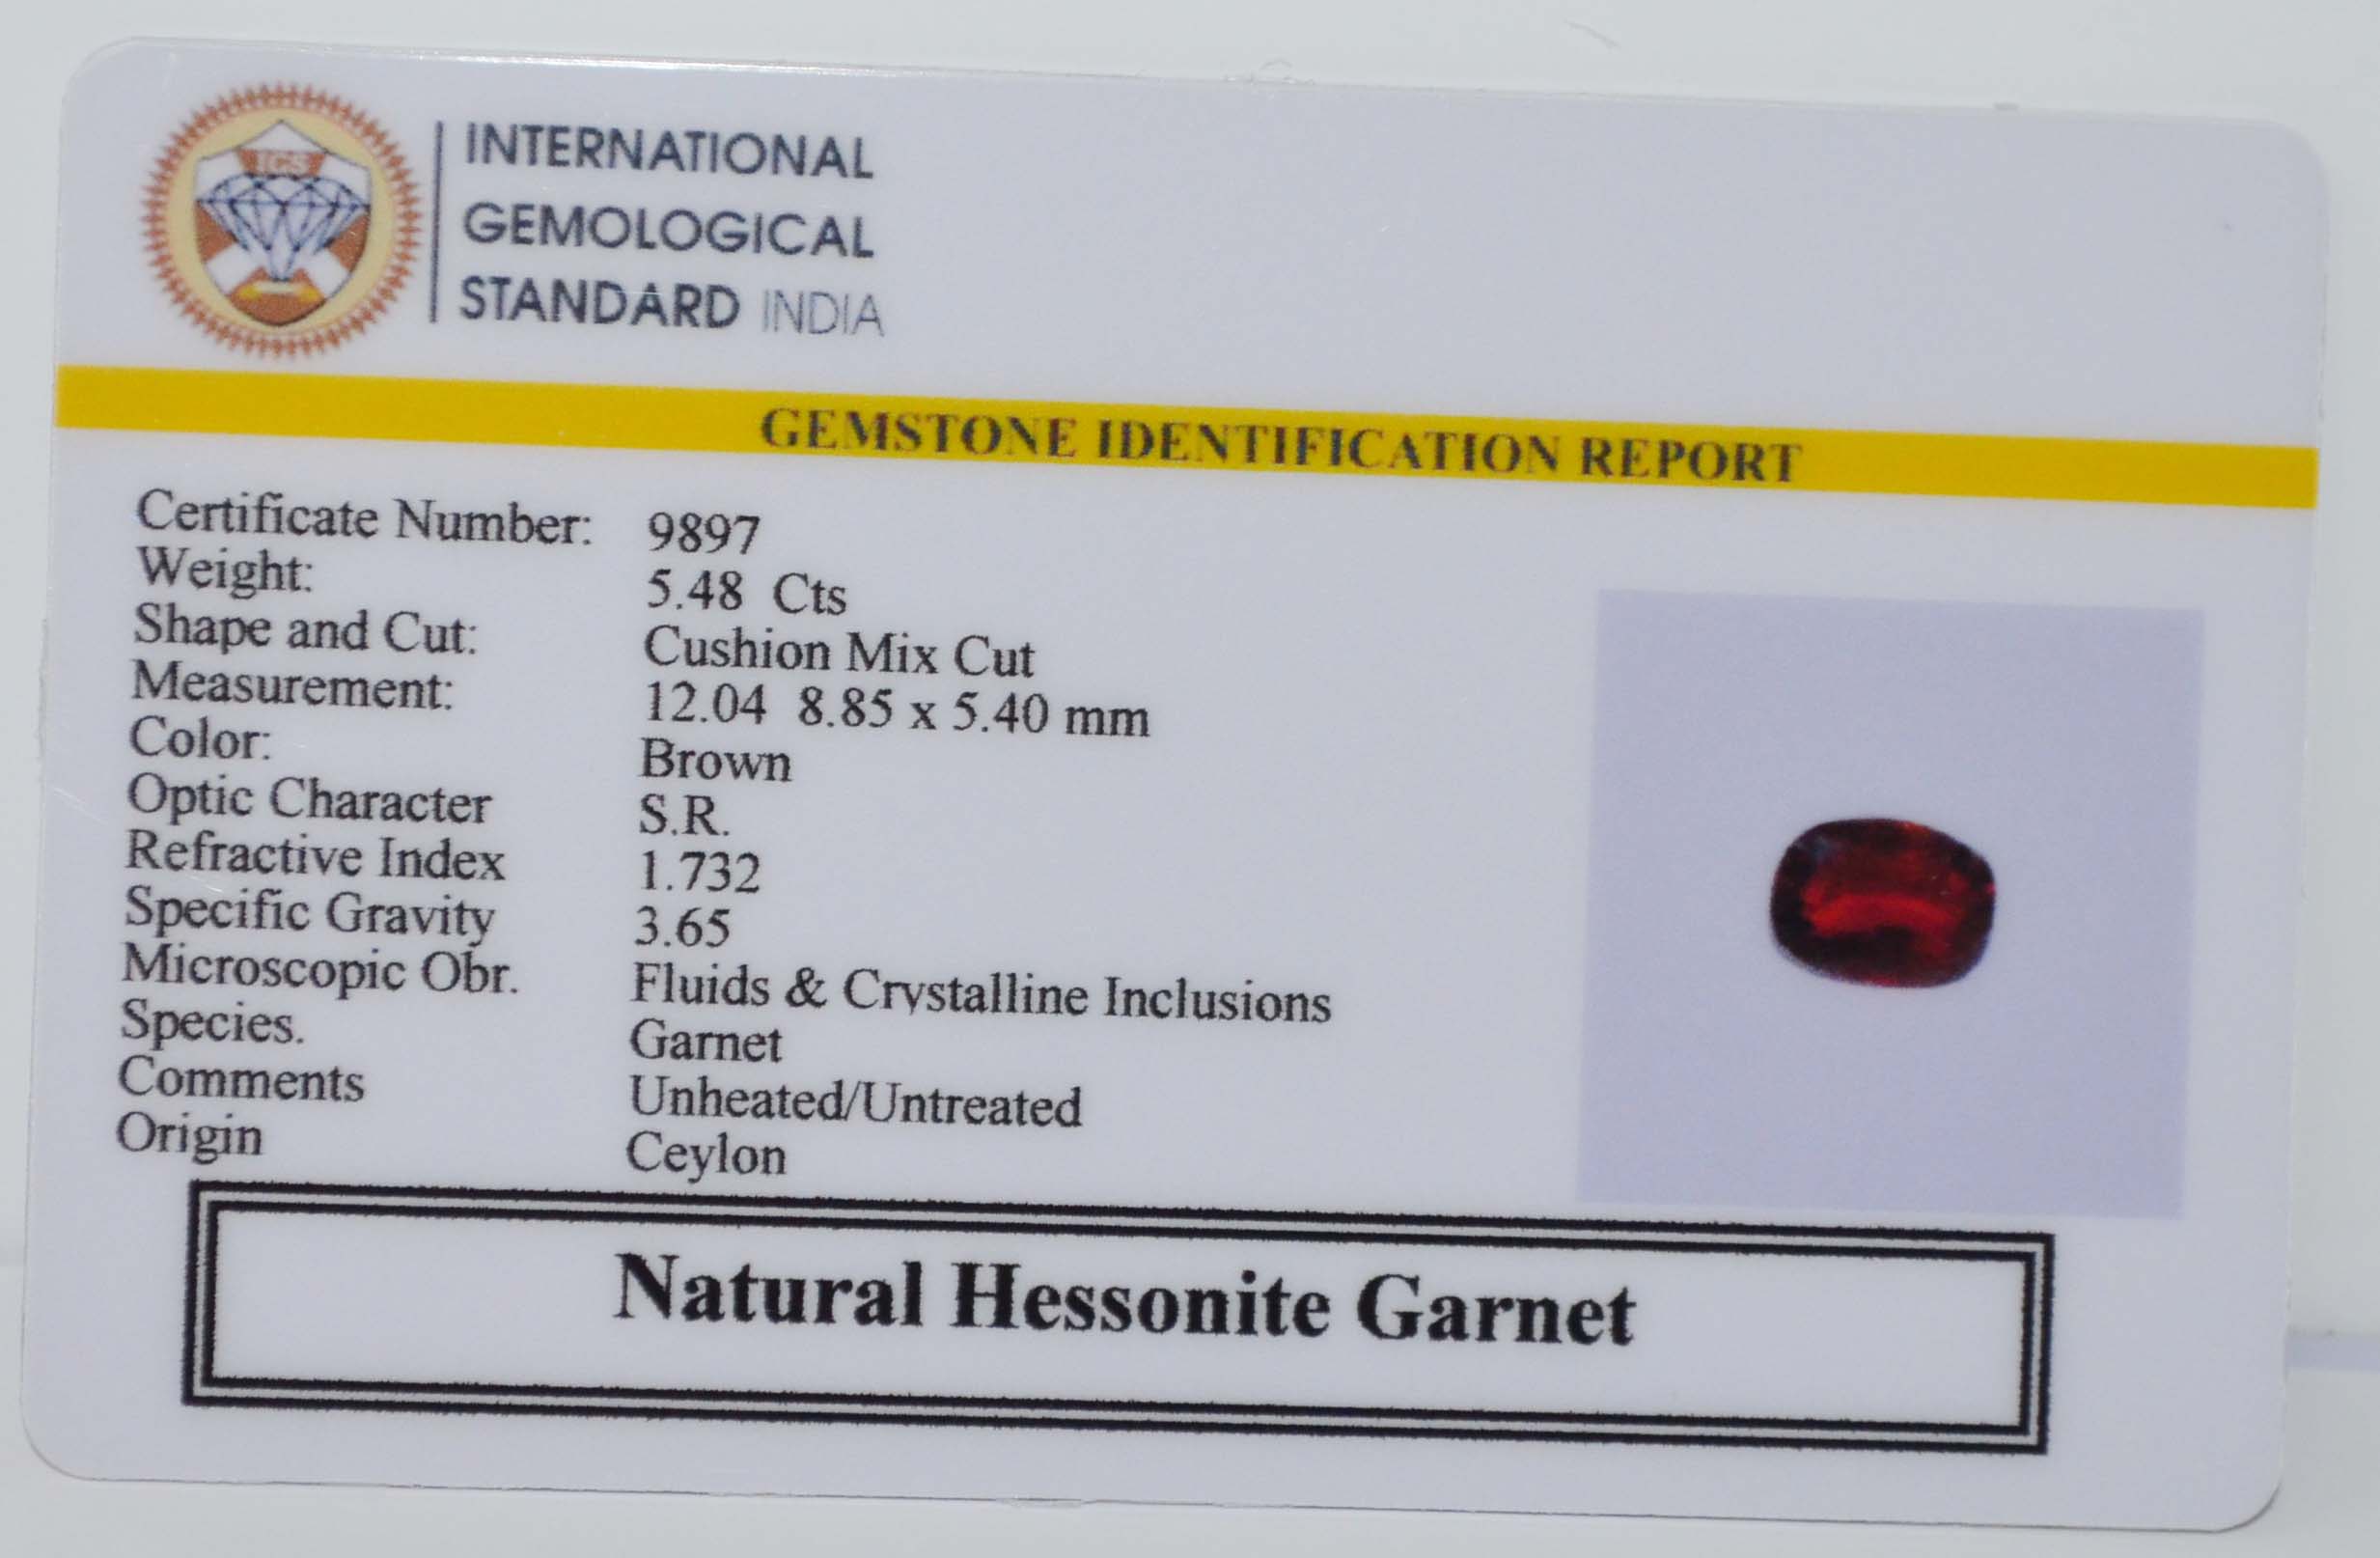 IGS
INTERNATIONAL
GEMOLOGICAL
STANDARD INDIA
GEMSTONE IDENTIFICATION REPORT
Certificate Number: 9897
Weight: 5.48 Cts
Shape and Cut: Cushion Mix Cut
Measurement: 12.04 8.85 x 5.40 mm
Color: Brown
Optic Character S.R.
Refractive Index 1.732
Specific Gravity 3.65
Microscopic Obr. Fluids & Crystalline Inclusions
Species. Garnet
Comments Unheated/Untreated
Origin Ceylon
Natural Hessonite Garnet